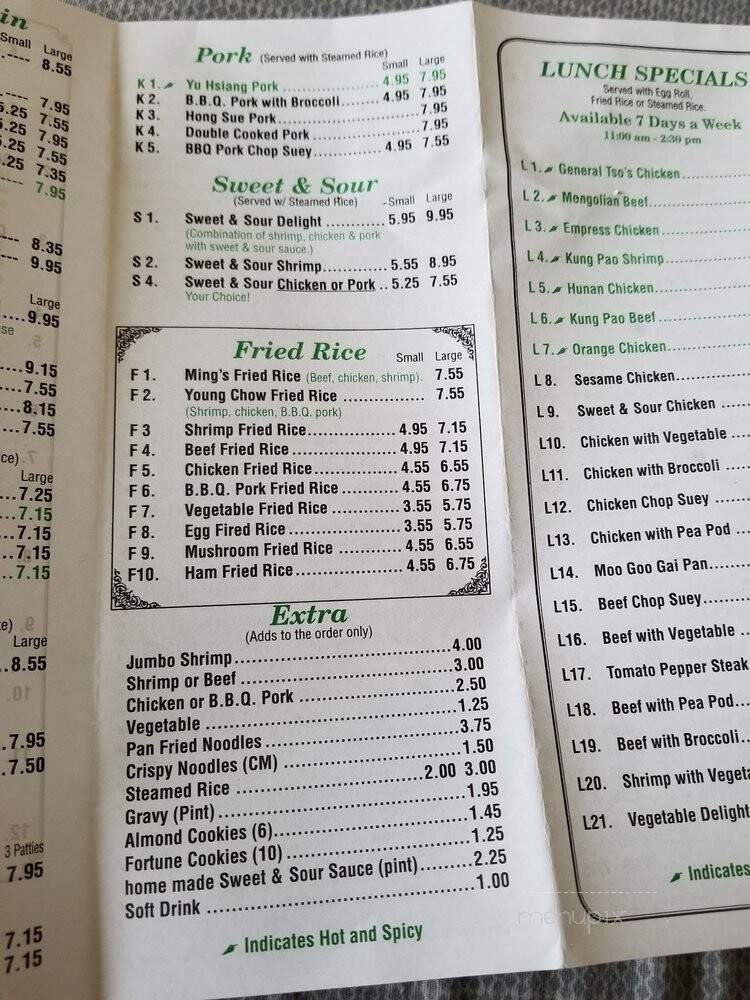 in
Small Large
8.55
7.95
5.25 7.55
5.25 7.95
5.25 7.55
5.25 7.35
7.95
8.35
9.95
Large
9.95
se
9.15
7.55
8.15
7.55
ce)
Large
7.25
7.15
7.15
7.15
7.15
te)
Large
8.55
7.95
7.50
3 Patties
7.95
7.15
7.15
Pork (Served with Steamed Rice)
Small Large
K 1. Yu Hsiang Pork 4.95 7.95
K 2. B.B.Q. Pork with Broccoli 4.95 7.95
K 3. Hong Sue Pork 7.95
K 4. Double Cooked Pork 7.95
K 5. BBQ Pork Chop Suey 4.95 7.55
Sweet & Sour
(Served w/ Steamed Rice) Small Large
S 1. Sweet & Sour Delight 5.95 9.95
(Combination of shrimp, chicken & pork
with sweet & sour sauce.)
S 2. Sweet & Sour Shrimp 5.55 8.95
S 4. Sweet & Sour Chicken or Pork 5.25 7.55
Your Choice!
Fried Rice Small Large
F 1. Ming's Fried Rice (Beef, chicken, shrimp). 7.55
F 2. Young Chow Fried Rice 7.55
(Shrimp, chicken, B.B.Q. pork)
F 3 Shrimp Fried Rice 4.95 7.15
F 4. Beef Fried Rice 4.95 7.15
F 5. Chicken Fried Rice 4.55 6.55
F 6. B.B.Q. Pork Fried Rice 4.55 6.75
F 7. Vegetable Fried Rice 3.55 5.75
F 8. Egg Fired Rice 3.55 5.75
F 9. Mushroom Fried Rice 4.55 6.55
F10. Ham Fried Rice 4.55 6.75
Extra
(Adds to the order only)
Jumbo Shrimp 4.00
Shrimp or Beef 3.00
Chicken or B.B.Q. Pork 2.50
Vegetable 1.25
Pan Fried Noodles 3.75
Crispy Noodles (CM) 1.50
Steamed Rice 2.00 3.00
Gravy (Pint) 1.95
Almond Cookies (6) 1.45
Fortune Cookies (10) 1.25
home made Sweet & Sour Sauce (pint) 2.25
Soft Drink 1.00
Indicates Hot and Spicy
LUNCH SPECIALS
Served with Egg Roll,
Fried Rice or Steamed Rice.
Available 7 Days a Week
11:00 am - 2:30 pm
L 1. General Tso's Chicken
L 2. Mongolian Beef
L 3. Empress Chicken
L 4. Kung Pao Shrimp
L 5. Hunan Chicken
L 6. Kung Pao Beef
L 7. Orange Chicken
L 8. Sesame Chicken
L 9. Sweet & Sour Chicken
L10. Chicken with Vegetable
L11. Chicken with Broccoli
L12. Chicken Chop Suey
L13. Chicken with Pea Pod
L14. Moo Goo Gai Pan
L15. Beef Chop Suey
L16. Beef with Vegetable
L17. Tomato Pepper Steak
L18. Beef with Pea Pod
L19. Beef with Broccoli
L20. Shrimp with Vegeta
L21. Vegetable Delight
Indicates
menupix